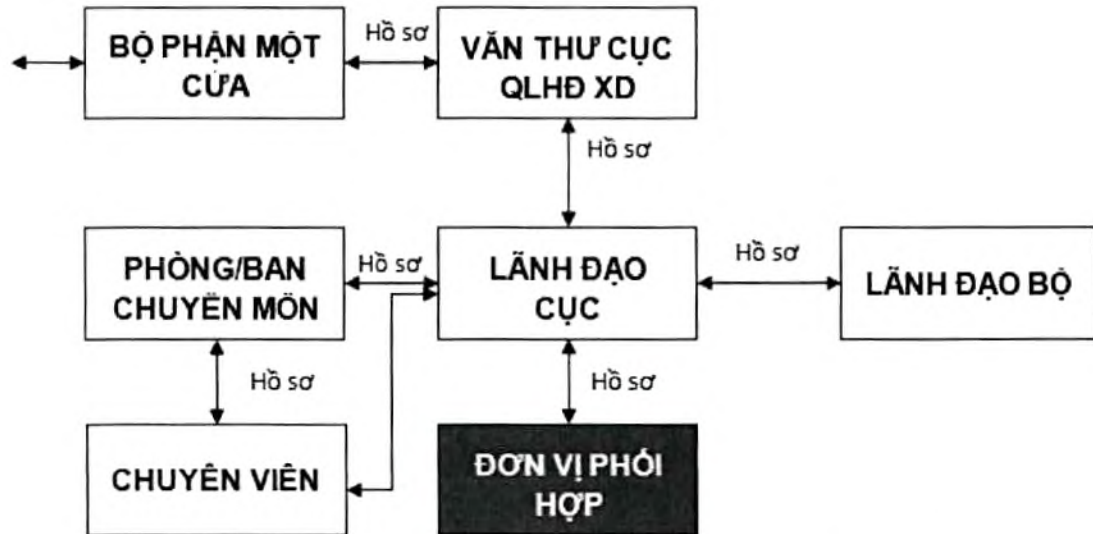 BỘ PHẬN MỘT
CỬA
Hồ sơ
VĂN THƯ CỤC
QLHĐ XD
Hồ sơ
PHÒNG/BAN
CHUYÊN MÔN
Hồ sơ
LÃNH ĐẠO
CỤC
Hồ sơ
LÃNH ĐẠO BỘ
Hồ sơ
Hồ sơ
CHUYÊN VIÊN
ĐƠN VỊ PHỐI
HỢP